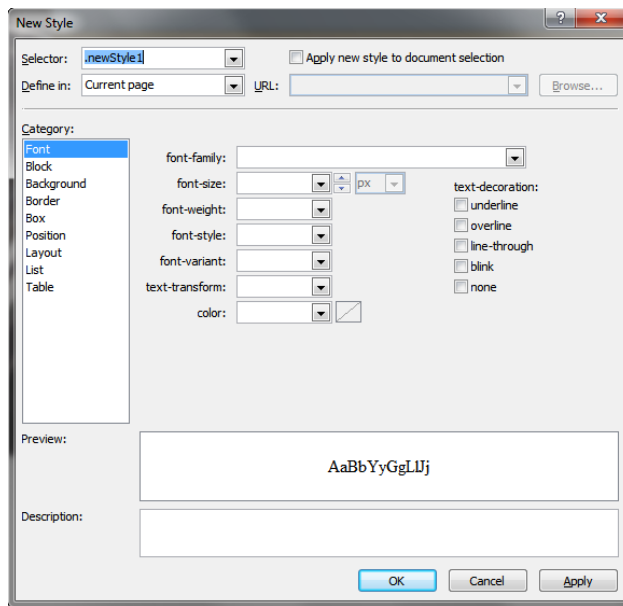 New Style
Selector: .newStyle1 Apply new style to document selection
Define in: Current page URL: Browse...
Category:
Font
Block
Background
Border
Box
Position
Layout
List
Table
font-family:
font-size: px
font-weight:
font-style:
font-variant:
text-transform:
color:
text-decoration:
underline
overline
line-through
blink
none
Preview:
AaBbYyGgLlJj
Description:
OK Cancel Apply